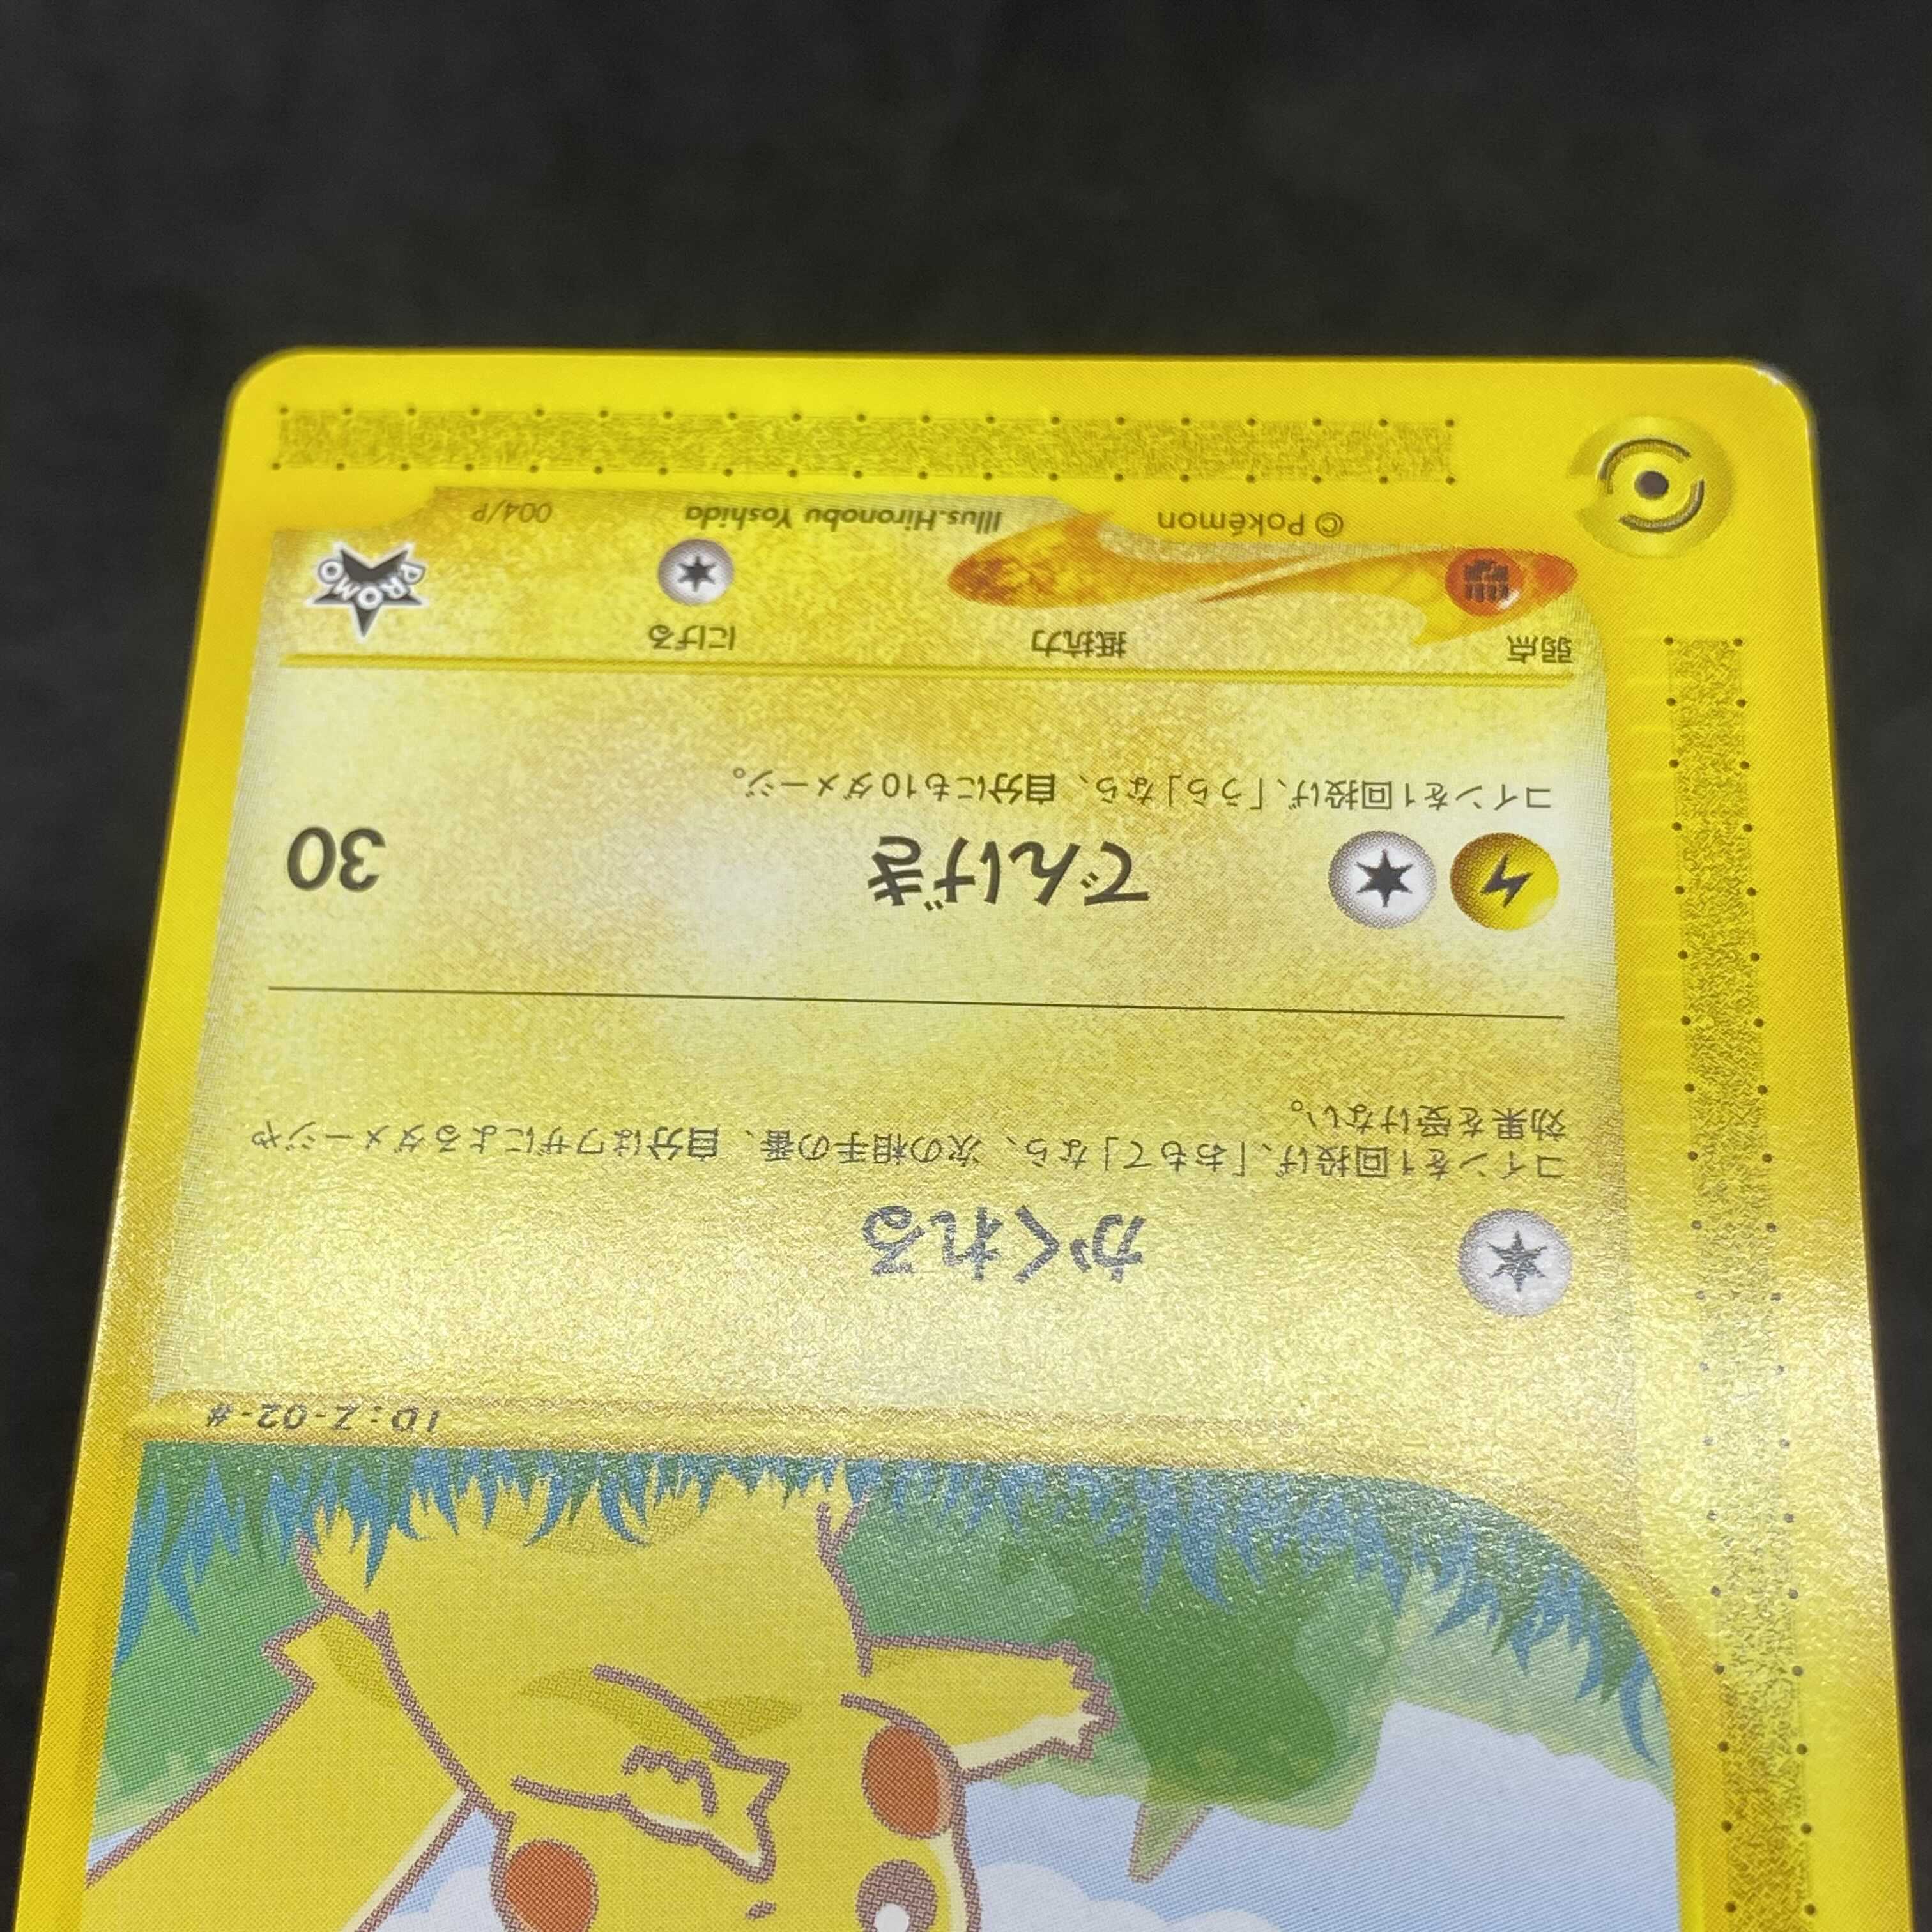 ID:Z-02-#
かくれる
コインを1回投げ、「おもて」なら、次の相手の番、自分はワザによるダメージや
効果を受けない。
でんげき 30
コインを1回投げ、「うら」なら、自分にも10ダメージ。
弱点 抵抗力 にげる
PROMO
©Pokémon Illus.Hironobu Yoshida 004/P